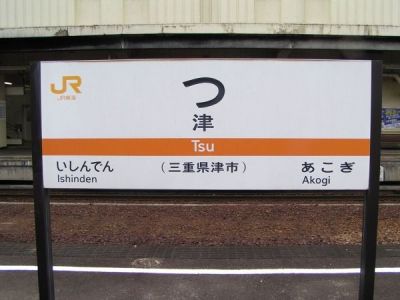 JR
JR東海
つ
津
Tsu
いしんでん
Ishinden
(三重県津市)
あこぎ
Akogi